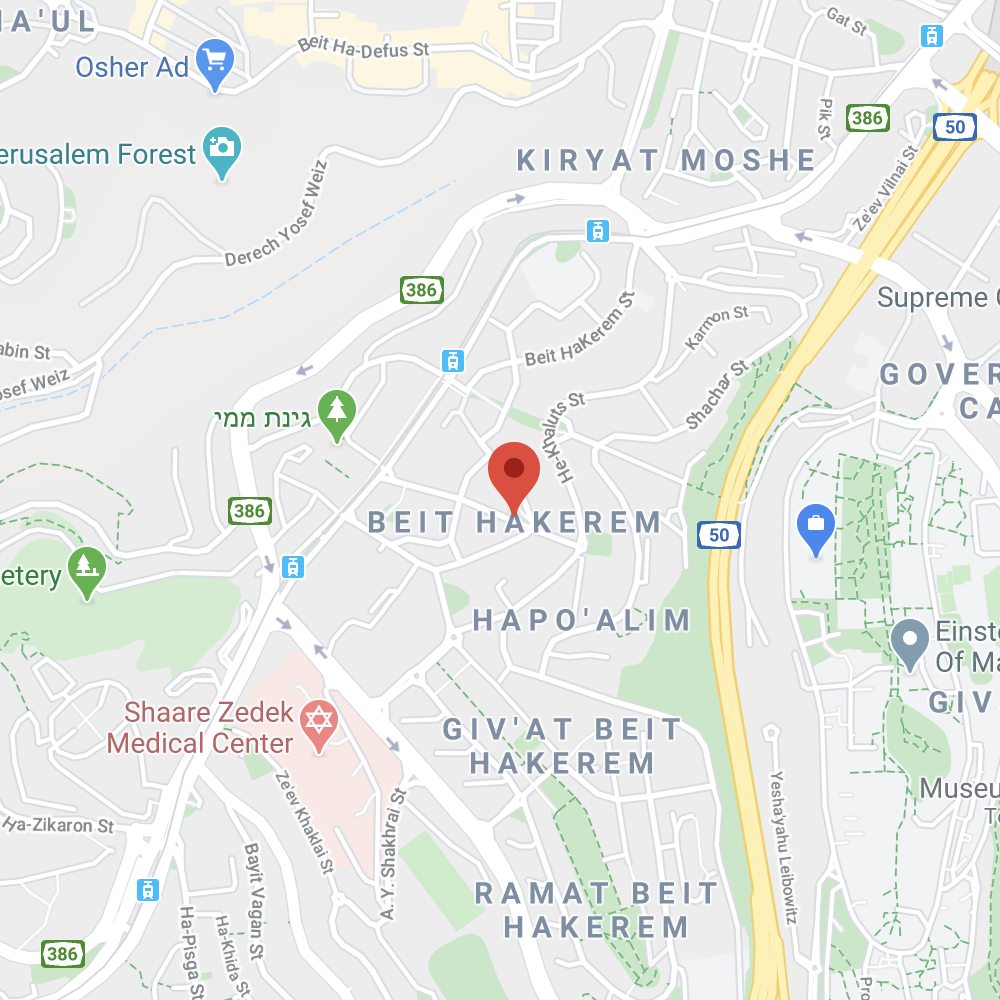 HA'UL
Gat St
Beit Ha-Defus St
Osher Ad
386
50
Pik St
erusalem Forest
KIRYAT MOSHE
Ze'ev Vilnai St
Derech Yosef Weiz
386
Supreme
Karmon St
Beit HaKerem St
abin St
osef Weiz
GOVER
CA
Shachar St
גינת ממי
He-Khaluts St
386
BEIT HAKEREM
50
etery
HAPO'ALIM
Einste
Of Ma
GIV
Shaare Zedek
Medical Center
GIV'AT BEIT
HAKEREM
Ze'ev Khaklai St
A. Y. Shakhrai St
Yesha'yahu Leibowitz
Museu
Ha-Zikaron St
Bayit Vagan St
RAMAT BEIT
HAKEREM
Ha-Pisga St
Ha-Khida St
386
Pro